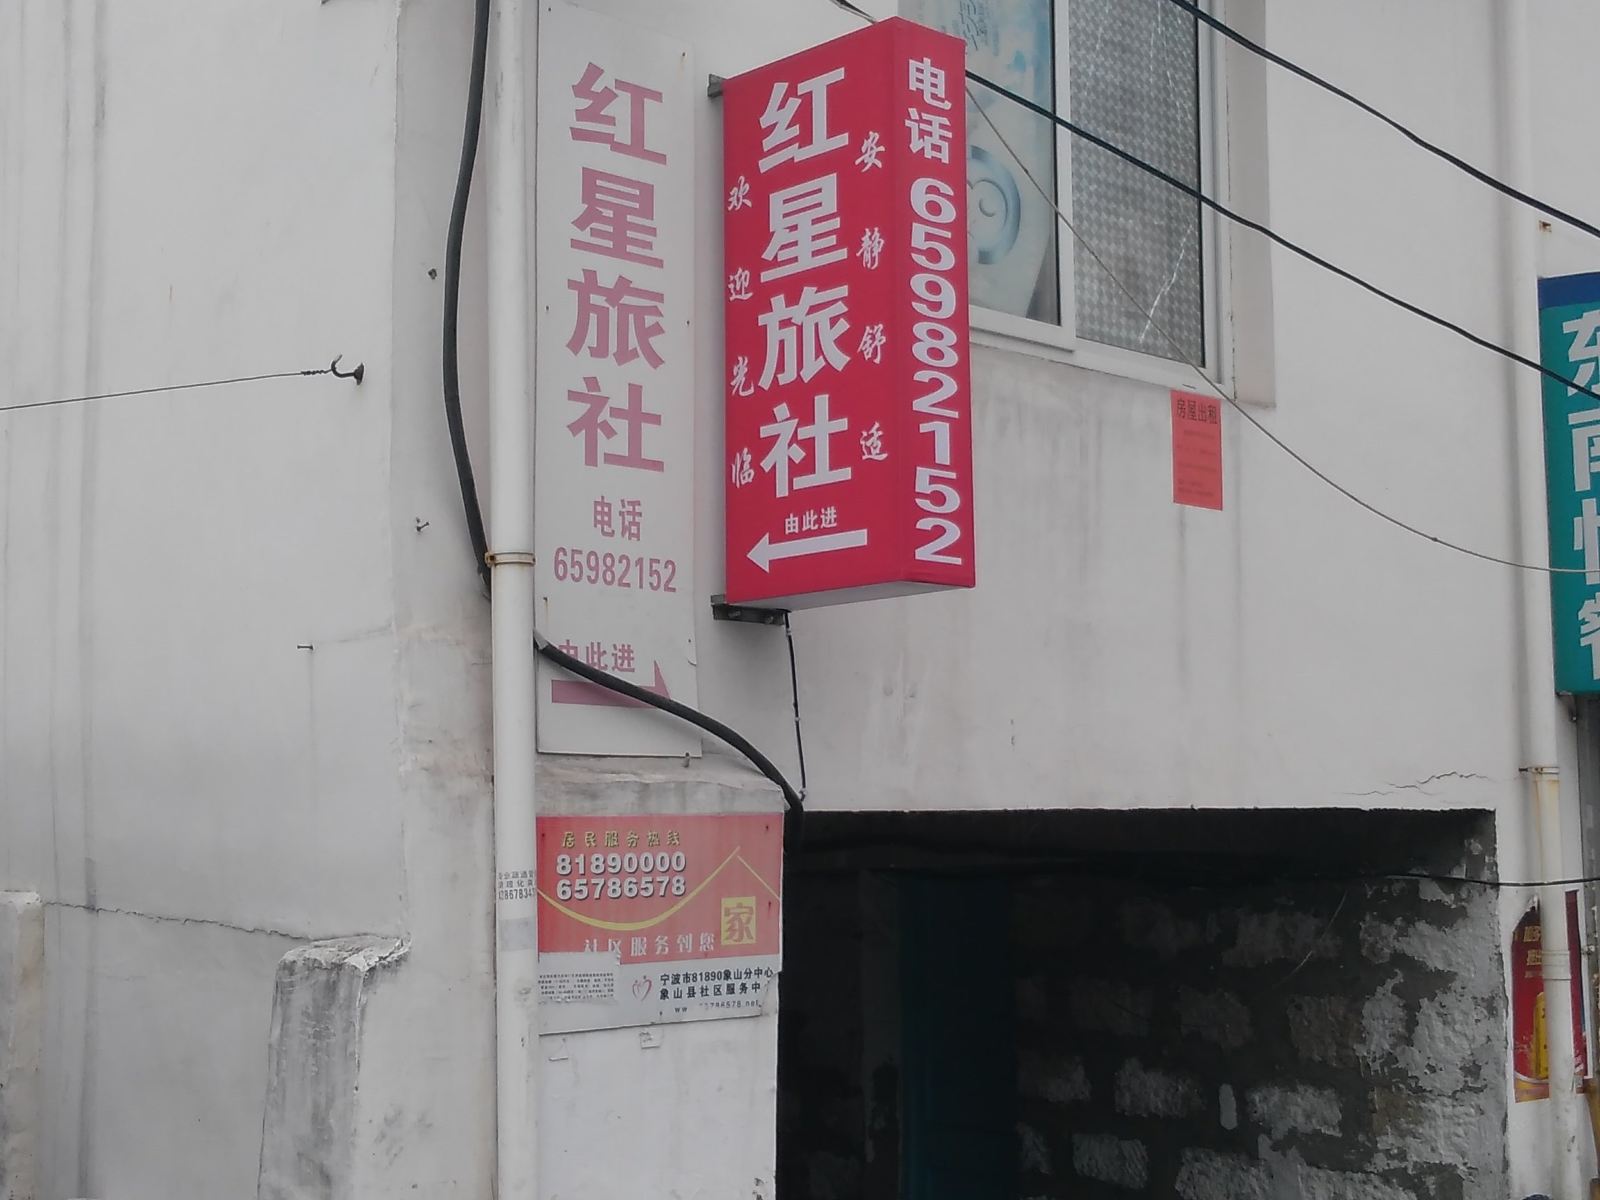 红星旅社
电话
65982152
由此进
红星旅社
欢迎光临
安静舒适
由此进
电话 65982152
房屋出租
居民服务热线
81890000
65786578
家
社区服务到您
宁波市81890象山分中心
象山县社区服务中
东南